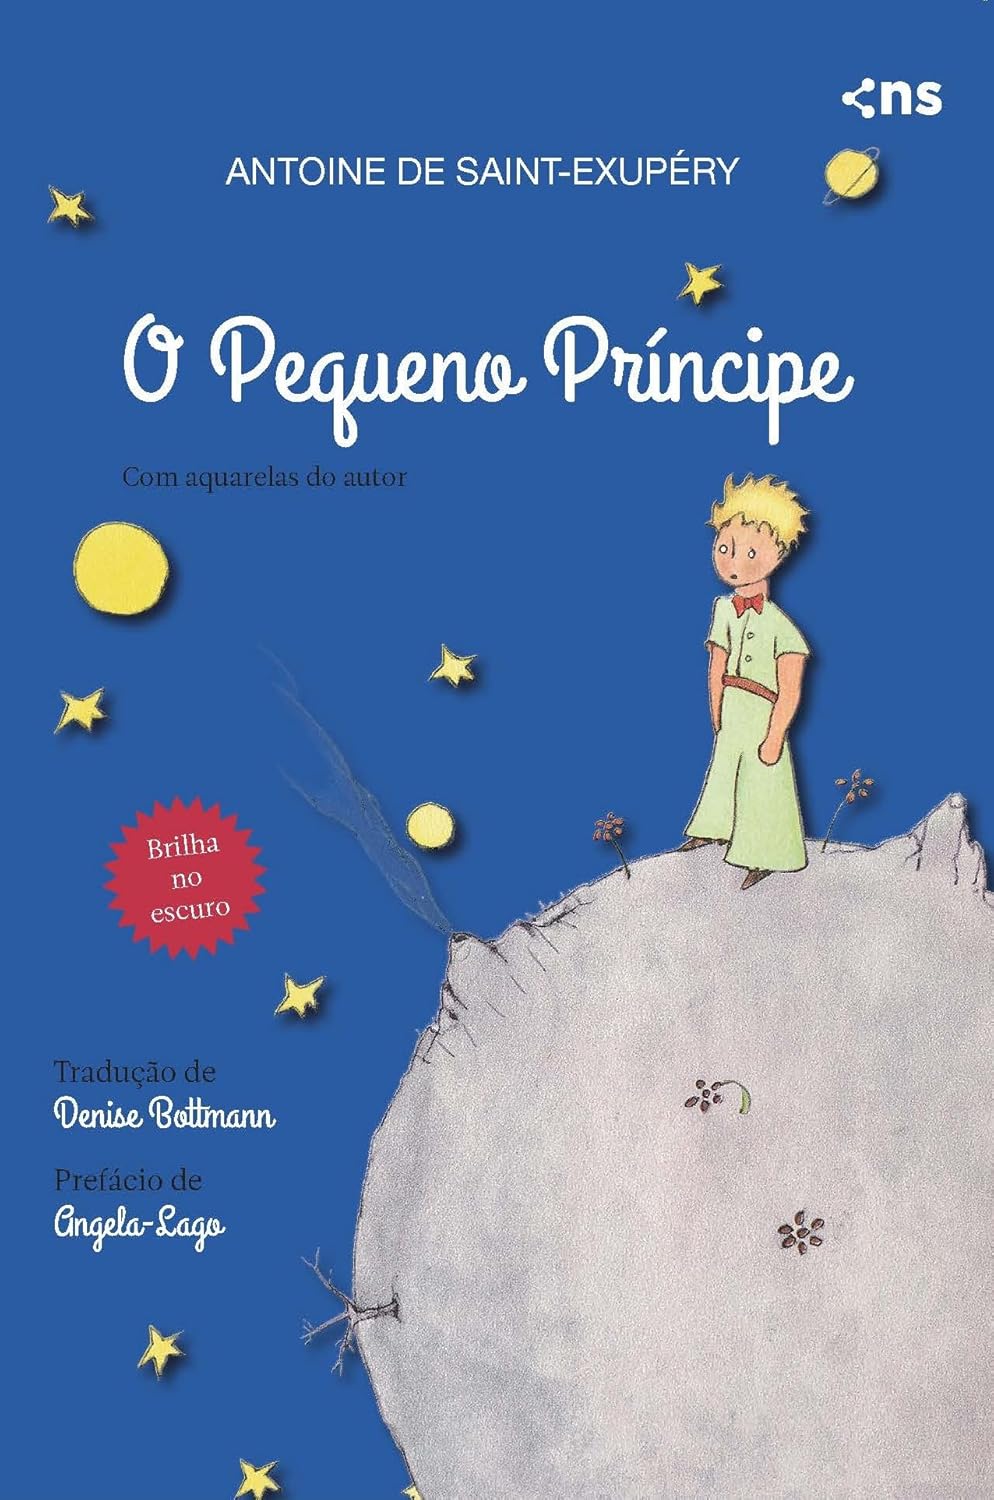 ns
ANTOINE DE SAINT-EXUPÉRY
O Pequeno Príncipe
Com aquarelas do autor
Brilha
no
escuro
Tradução de
Denise Bottmann
Prefácio de
Angela-Lago